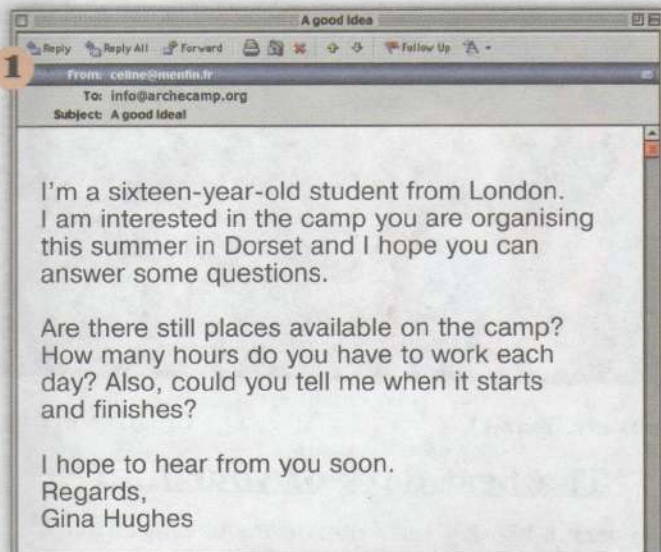 A good idea
Reply Reply All Forward Follow Up A
1
From: celine@menfin.fr
To: info@archecamp.org
Subject: A good idea!
I'm a sixteen-year-old student from London.
I am interested in the camp you are organising
this summer in Dorset and I hope you can
answer some questions.
Are there still places available on the camp?
How many hours do you have to work each
day? Also, could you tell me when it starts
and finishes?
I hope to hear from you soon.
Regards,
Gina Hughes